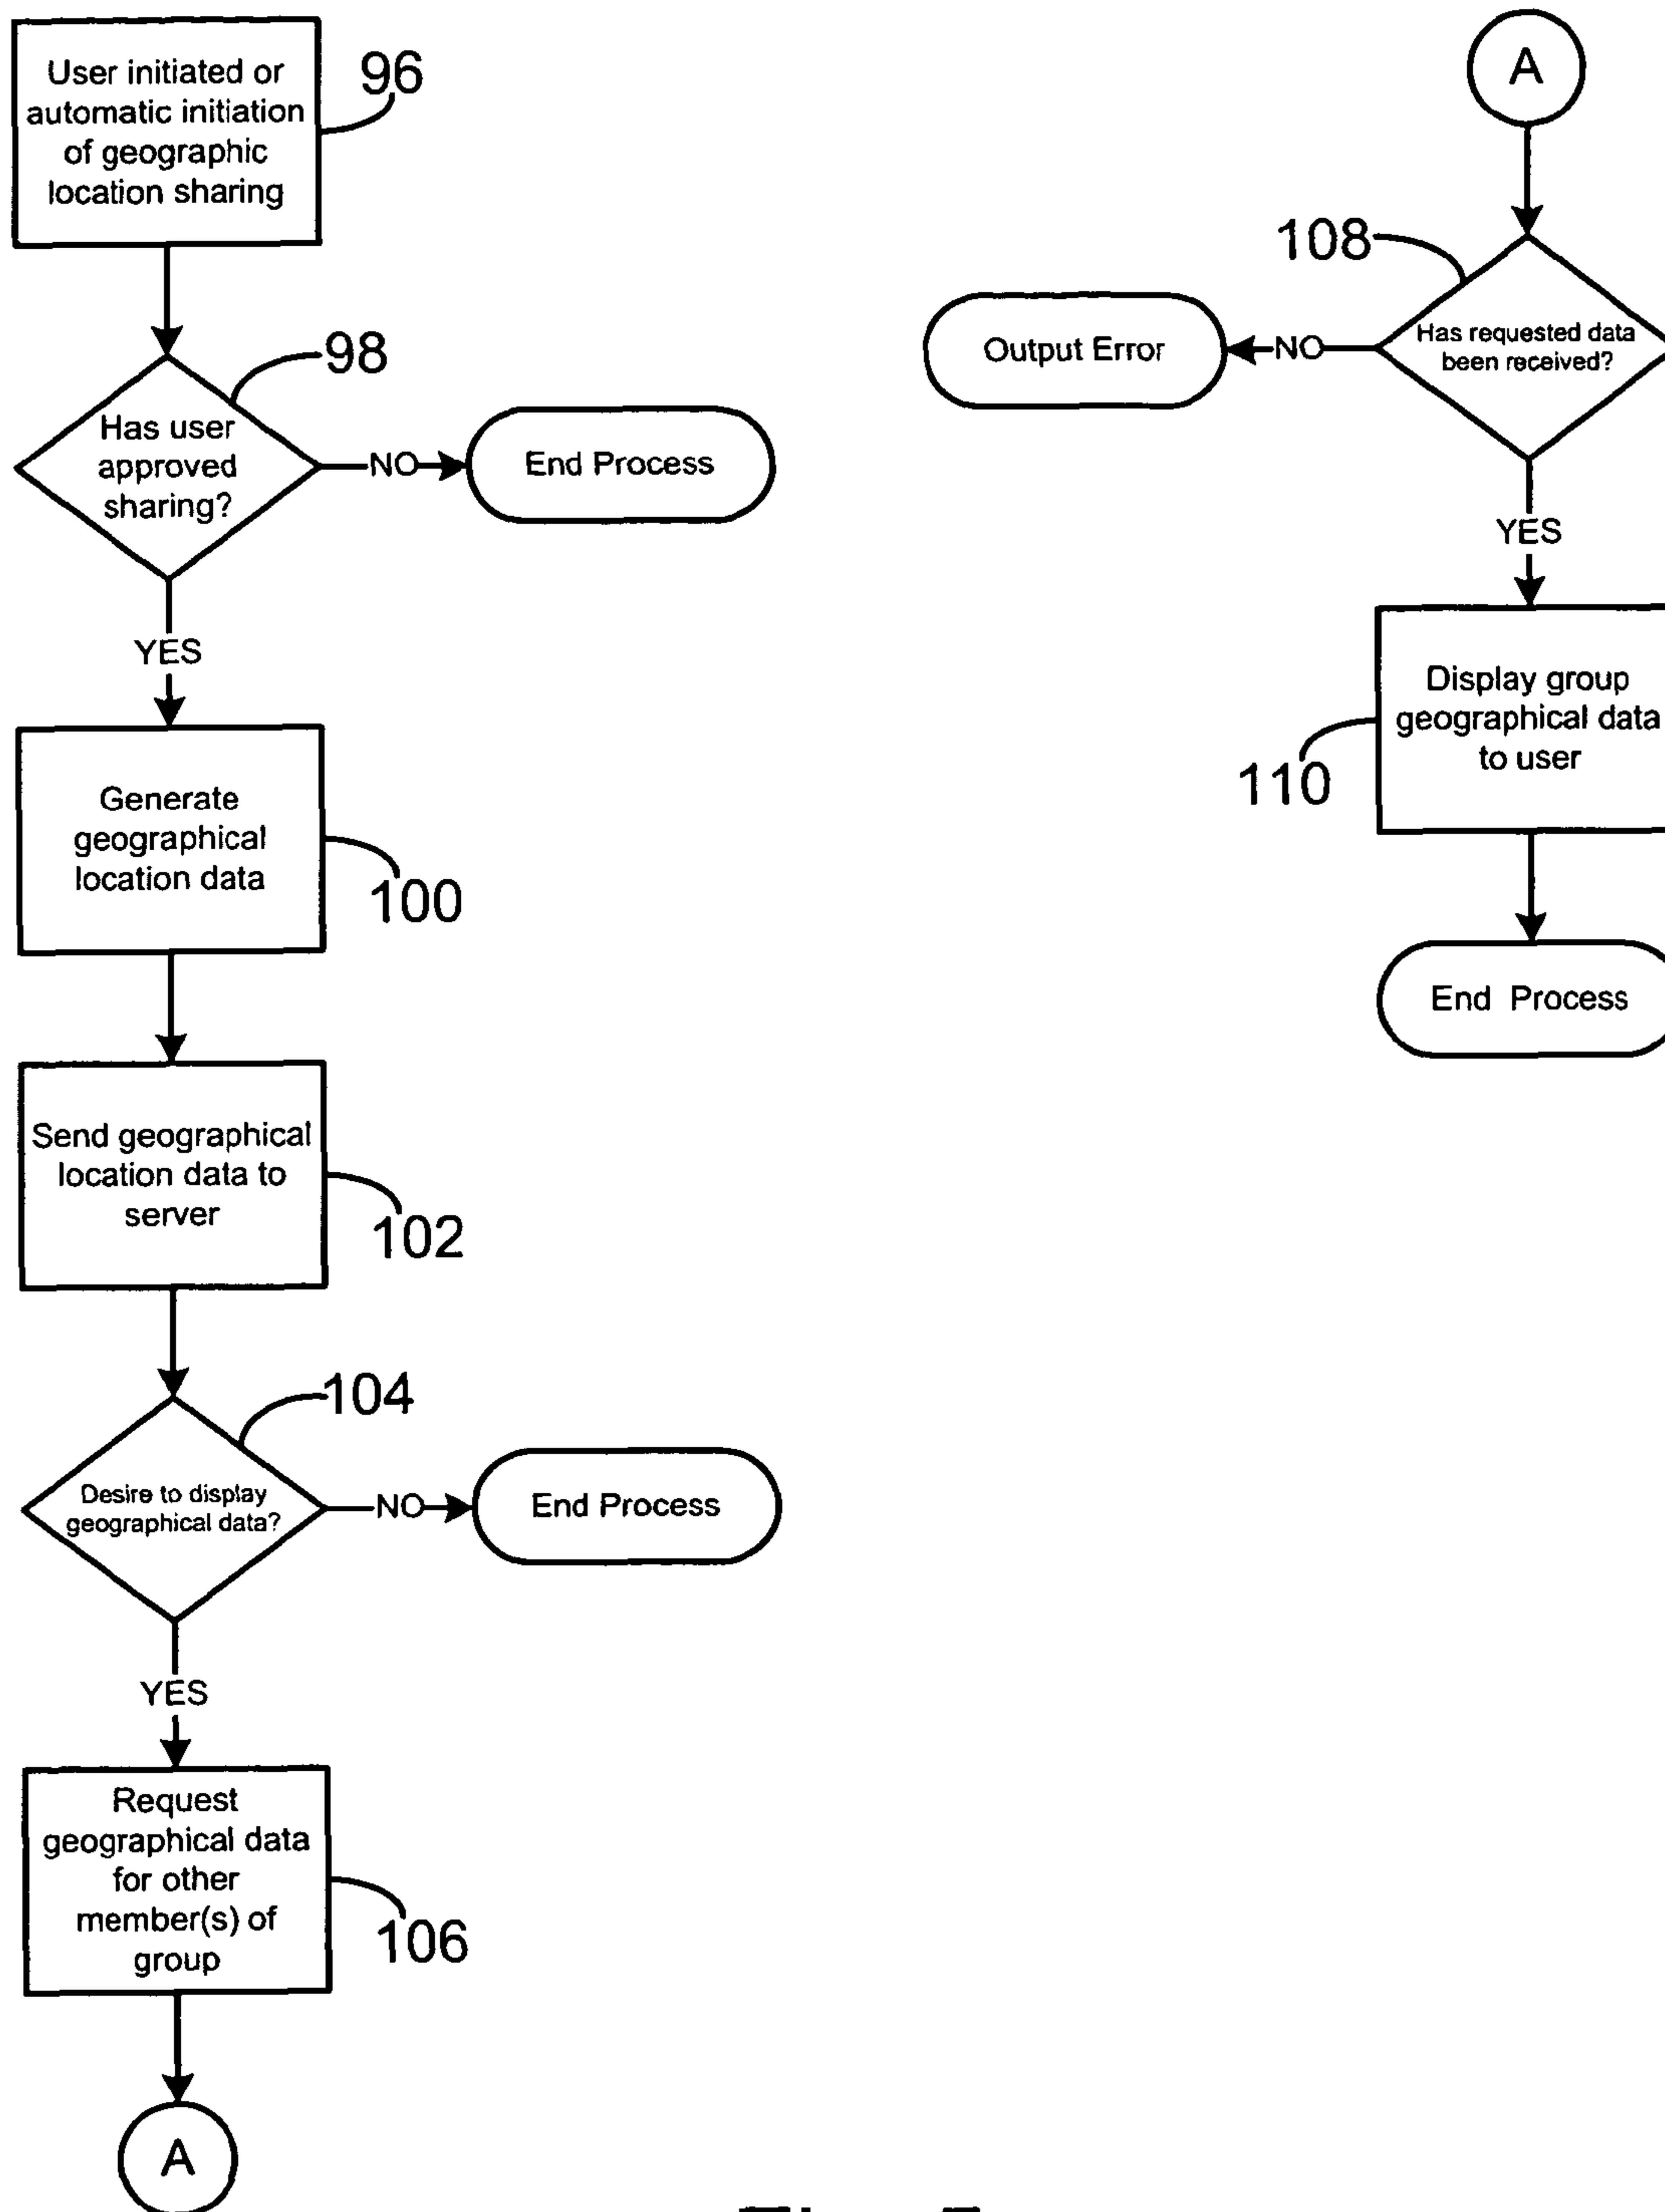 User initiated or
automatic initiation
of geographic
location sharing
96
98
Has user
approved
sharing?
NO
End Process
YES
Generate
geographical
location data
100
Send geographical
location data to
server
102
104
Desire to display
geographical data?
NO
End Process
YES
Request
geographical data
for other
member(s) of
group
106
A
A
108
Has requested data
been received?
NO
Output Error
YES
Display group
geographical data
to user
110
End Process